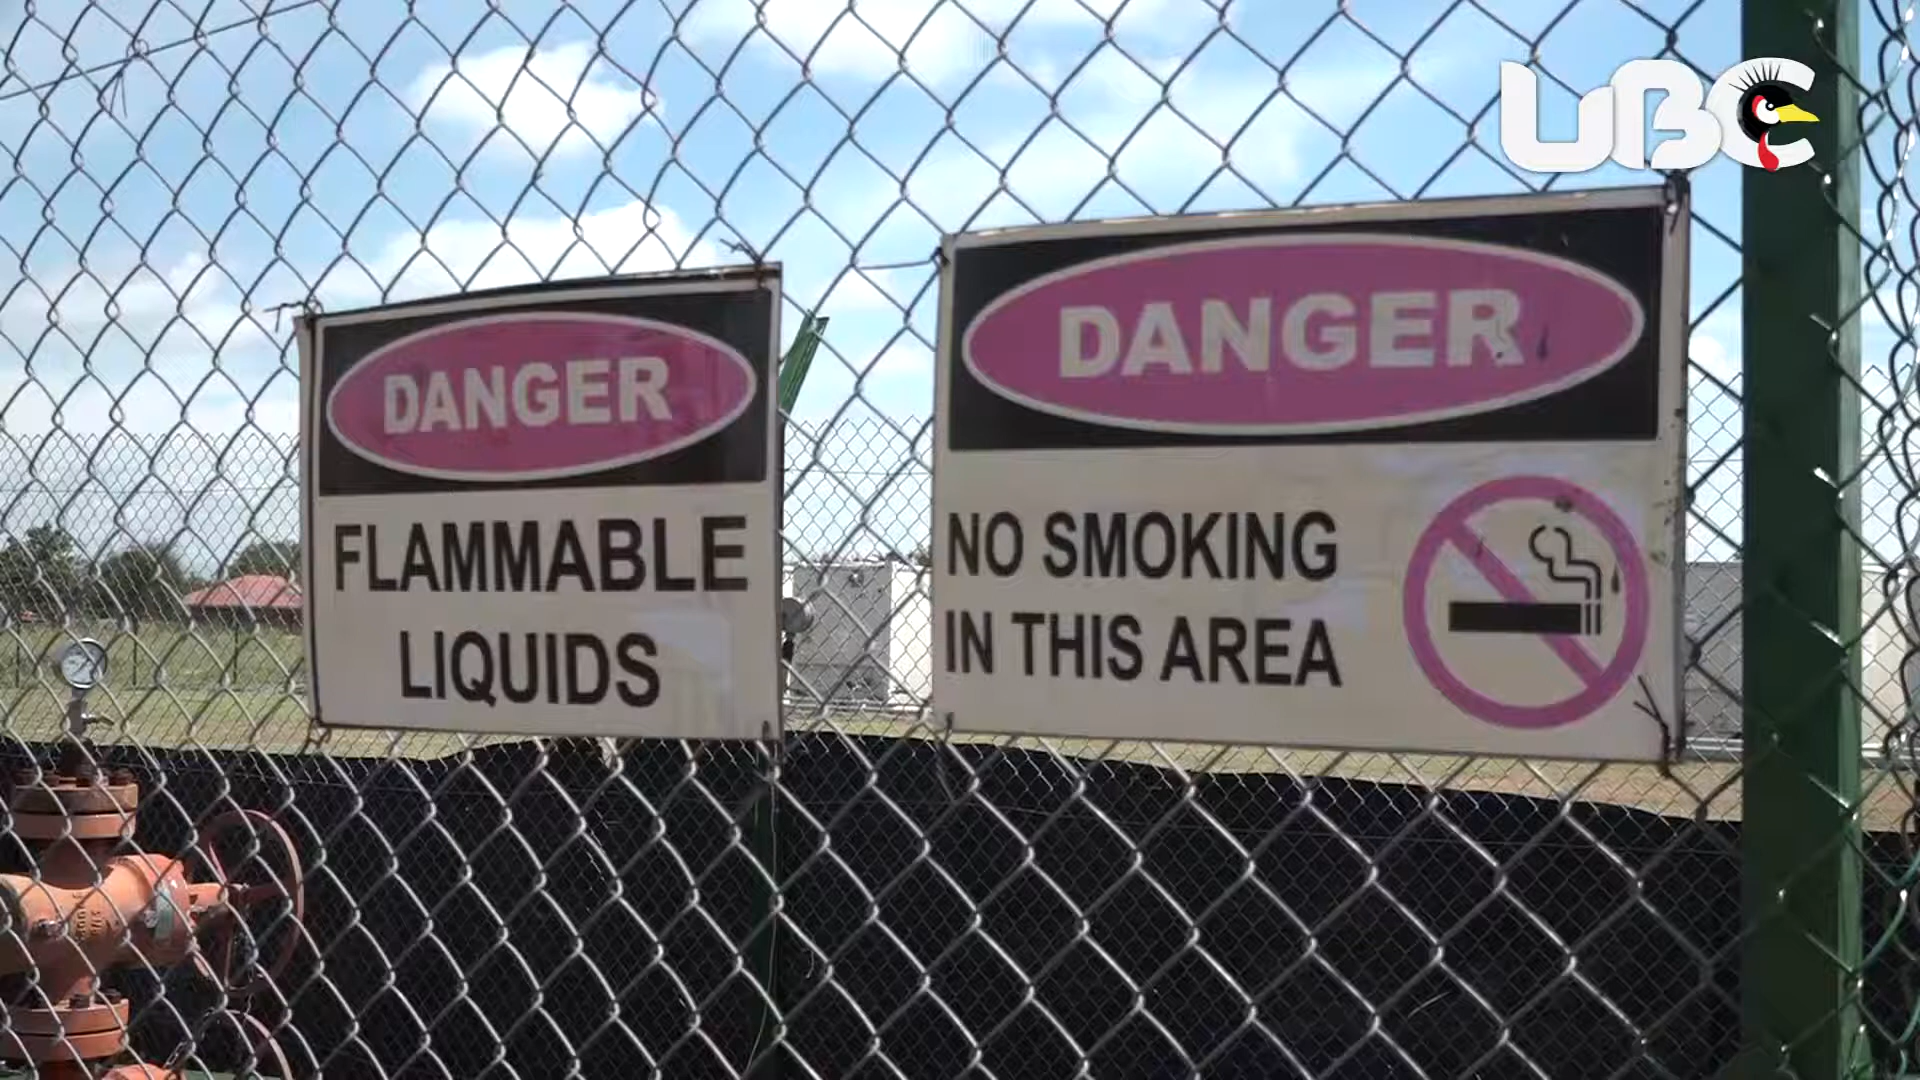 UBC
DANGER
FLAMMABLE
LIQUIDS
DANGER
NO SMOKING
IN THIS AREA